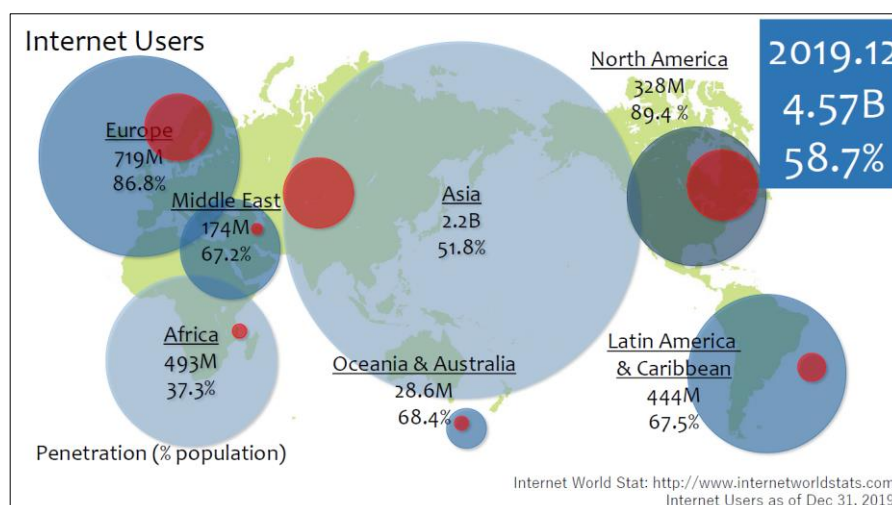 Internet Users
2019.12
4.57B
58.7%
North America
328M
89.4 %
Europe
719M
86.8%
Middle East
174M
67.2%
Asia
2.2B
51.8%
Africa
493M
37.3%
Oceania & Australia
28.6M
68.4%
Latin America
& Caribbean
444M
67.5%
Penetration (% population)
Internet World Stat: http://www.internetworldstats.com
Internet Users as of Dec 31, 2019